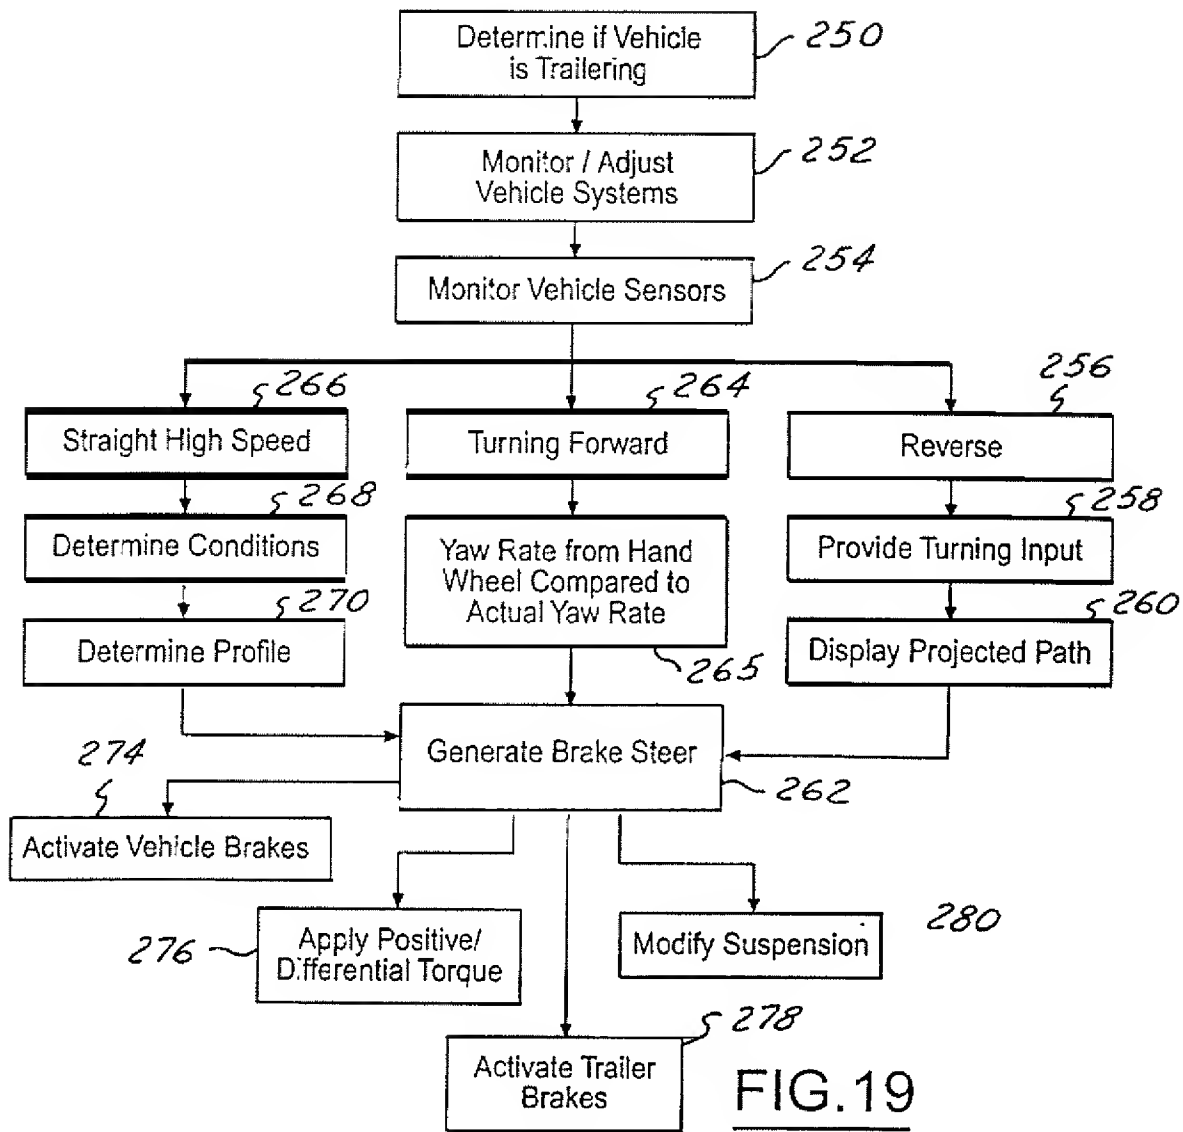 Determine if Vehicle
is Trailering
250
Monitor / Adjust
Vehicle Systems
252
Monitor Vehicle Sensors
254
266
264
256
Straight High Speed
Turning Forward
Reverse
268
258
Determine Conditions
Yaw Rate from Hand
Wheel Compared to
Actual Yaw Rate
Provide Turning Input
270
260
Determine Profile
265
Display Projected Path
Generate Brake Steer
262
274
Activate Vehicle Brakes
276
Apply Positive/
Differential Torque
Modify Suspension
280
278
Activate Trailer
Brakes
FIG.19